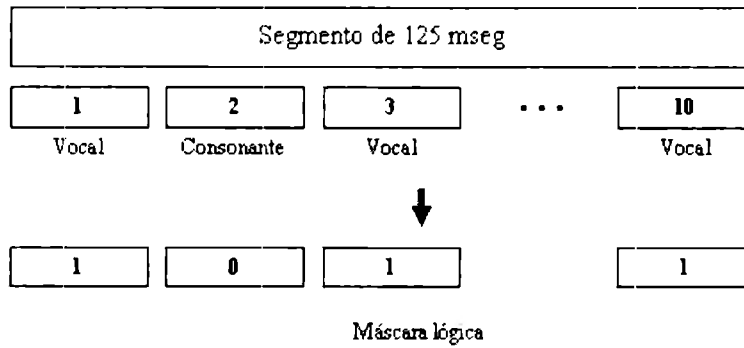 Segmento de 125 mseg
1 2 3 . . . 10
Vocal Consonante Vocal Vocal
1 0 1 1
Máscara lógica